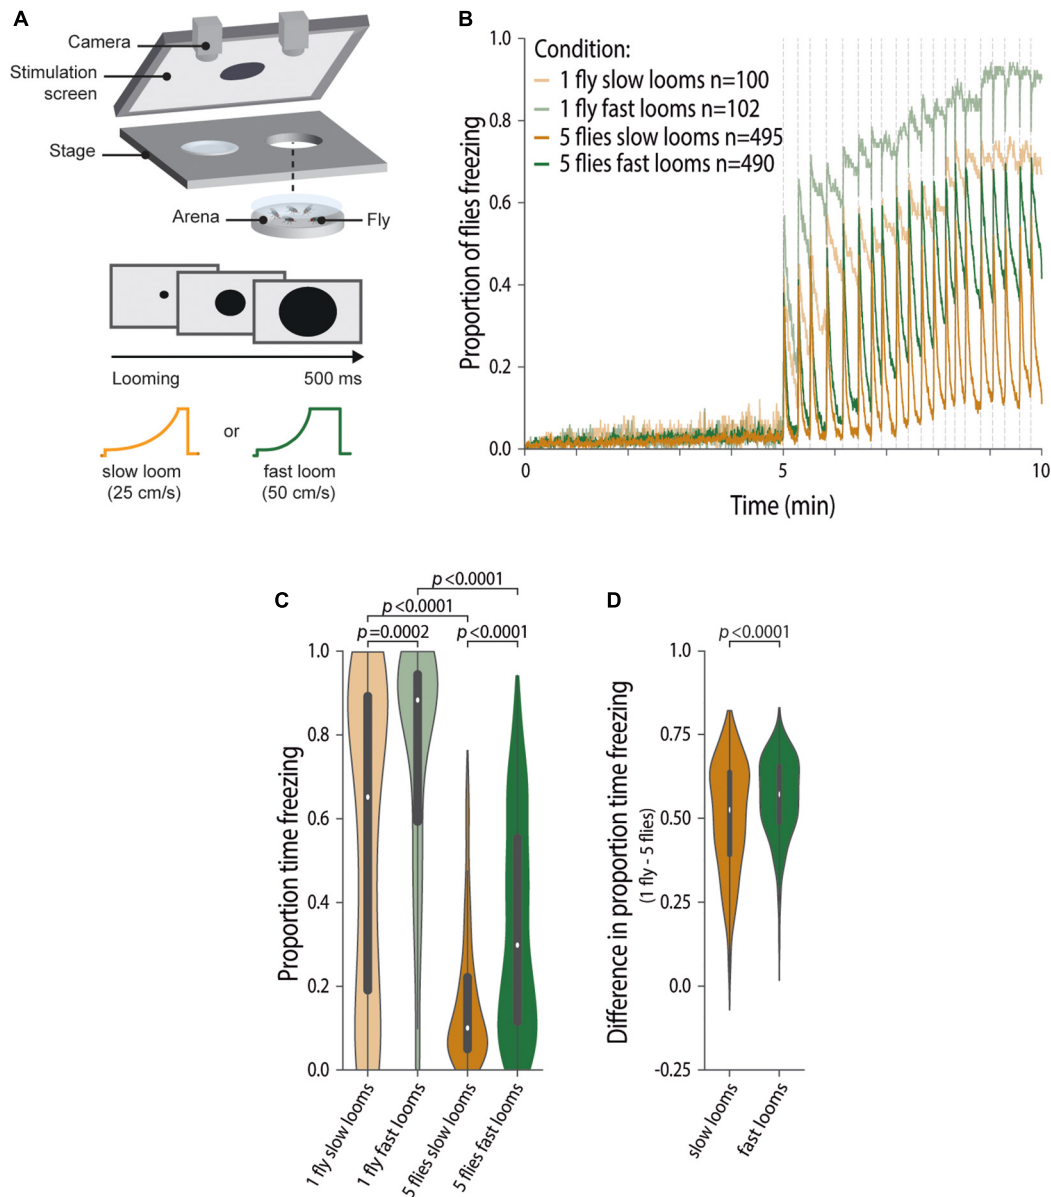 A
Camera
Stimulation
screen
Stage
Arena
Fly
Looming
500 ms
or
slow loom
(25 cm/s)
fast loom
(50 cm/s)
B
Proportion of flies freezing
1.0
0.8
0.6
0.4
0.2
0.0
Condition:
1 fly slow looms n=100
1 fly fast looms n=102
5 flies slow looms n=495
5 flies fast looms n=490
0
5
10
Time (min)
C
p<0.0001
p<0.0001
p=0.0002
p<0.0001
Proportion time freezing
1.0
0.8
0.6
0.4
0.2
0.0
1 fly slow looms
1 fly fast looms
5 flies slow looms
5 flies fast looms
D
p<0.0001
Difference in proportion time freezing
(1 fly - 5 flies)
1.00
0.75
0.50
0.25
0.0
-0.25
slow looms
fast looms